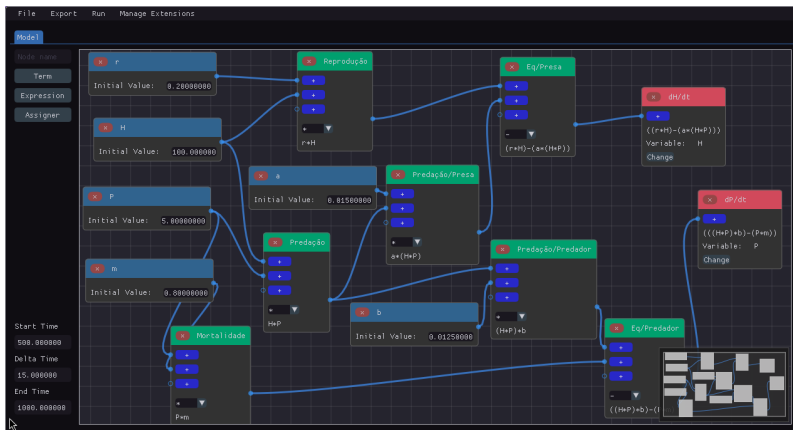 File Export Run Manage Extensions
Model
Node name
Term
Expression
Assigner
r
Initial Value: 0.28000000
H
Initial Value: 100.000000
P
Initial Value: 5.00000000
m
Initial Value: 0.80000000
Reprodução
+
+
+
*
r*H
a
Initial Value: 0.01500000
Predação
+
+
+
*
H*P
Predação/Presa
+
+
+
*
a*(H*P)
b
Initial Value: 0.01250000
Mortalidade
+
+
+
*
P*m
Eq/Presa
+
+
+
-
(r*H)-(a*(H*P))
Predação/Predador
+
+
+
*
(H*P)*b
Eq/Predador
+
+
+
-
((H*P)*b)-(
dH/dt
+
((r*H)-(a*(H*P)))
Variable: H
Change
dP/dt
+
(((H*P)*b)-(P*m))
Variable: P
Change
Start Time
500.000000
Delta Time
15.000000
End Time
1000.000000